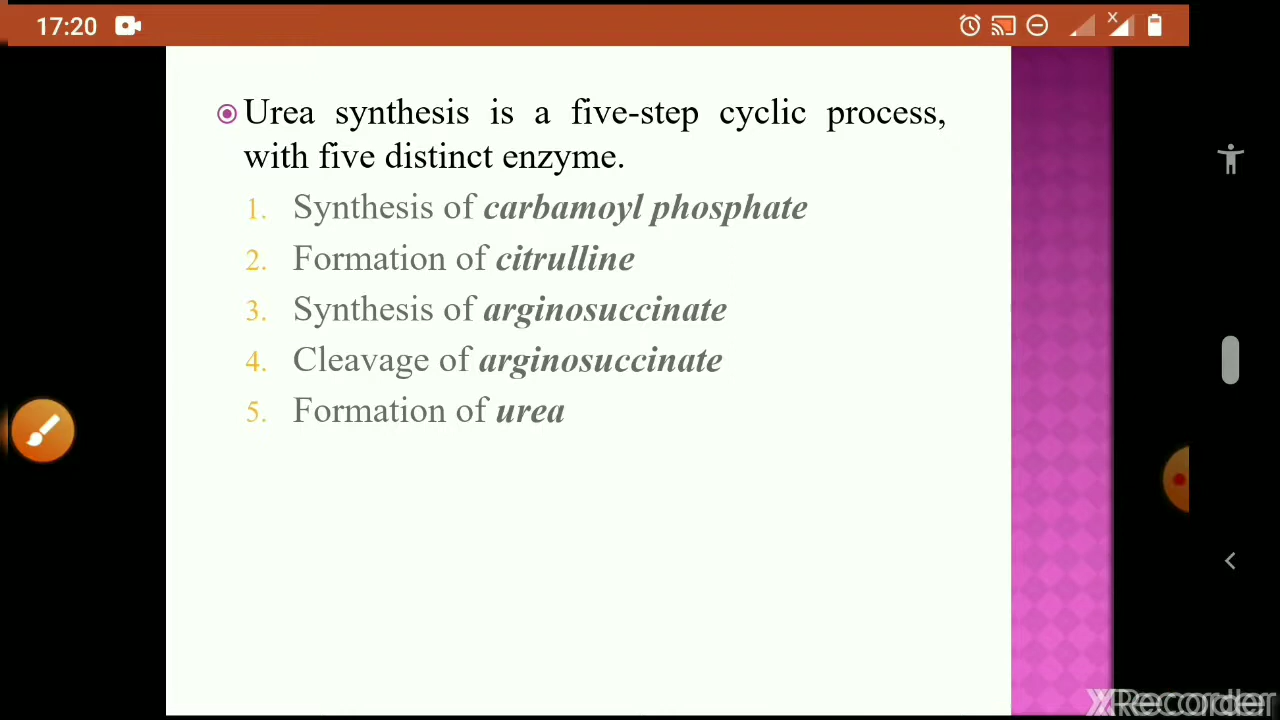 17:20
Urea synthesis is a five-step cyclic process,
with five distinct enzyme.
1. Synthesis of carbamoyl phosphate
2. Formation of citrulline
3. Synthesis of arginosuccinate
4. Cleavage of arginosuccinate
5. Formation of urea
XRecorder